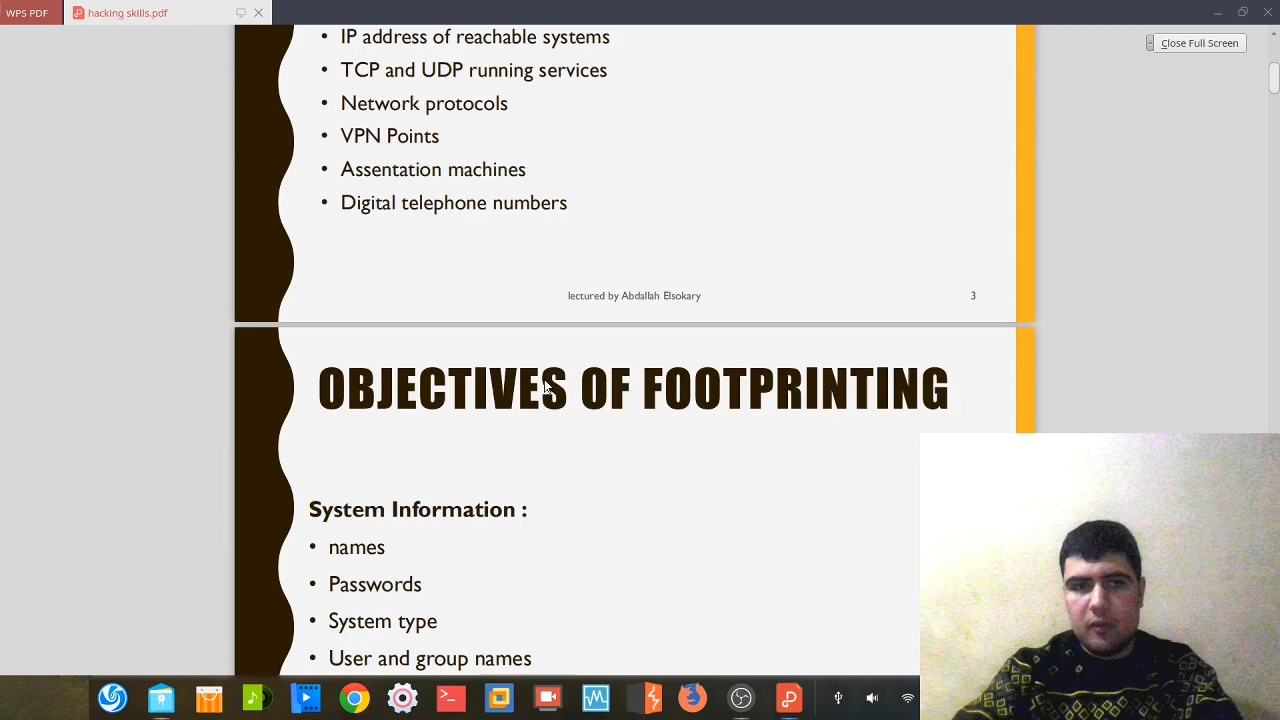 WPS PDF
hacking skills.pdf
Close Full Screen
• IP address of reachable systems
• TCP and UDP running services
• Network protocols
• VPN Points
• Assentation machines
• Digital telephone numbers
lectured by Abdallah Elsokary
3
OBJECTIVES OF FOOTPRINTING
System Information :
• names
• Passwords
• System type
• User and group names